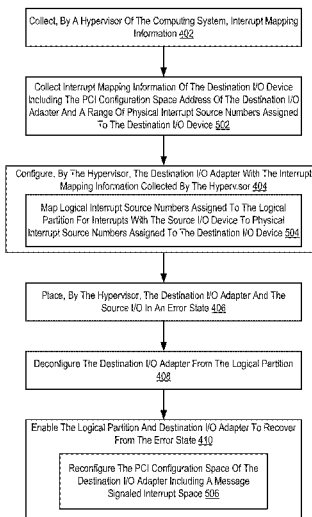 Collect, By A Hypervisor Of The Computing System, Interrupt Mapping
Information 402
Collect Interrupt Mapping Information Of The Destination I/O Device
Including The PCI Configuration Space Address Of The Destination I/O
Adapter And A Range Of Physical Interrupt Source Numbers Assigned
To The Destination I/O Device 502
Configure, By The Hypervisor, The Destination I/O Adapter With The Interrupt
Mapping Information Collected By The Hypervisor 404
Map Logical Interrupt Source Numbers Assigned To The Logical
Partition For Interrupts With The Source I/O Device To Physical
Interrupt Source Numbers Assigned To The Destination I/O Device 504
Place, By The Hypervisor, The Destination I/O Adapter And The
Source I/O In An Error State 406
Deconfigure The Destination I/O Adapter From The Logical Partition
408
Enable The Logical Partition And Destination I/O Adapter To Recover
From The Error State 410
Reconfigure The PCI Configuration Space Of The
Destination I/O Adapter Including A Message
Signaled Interrupt Space 506